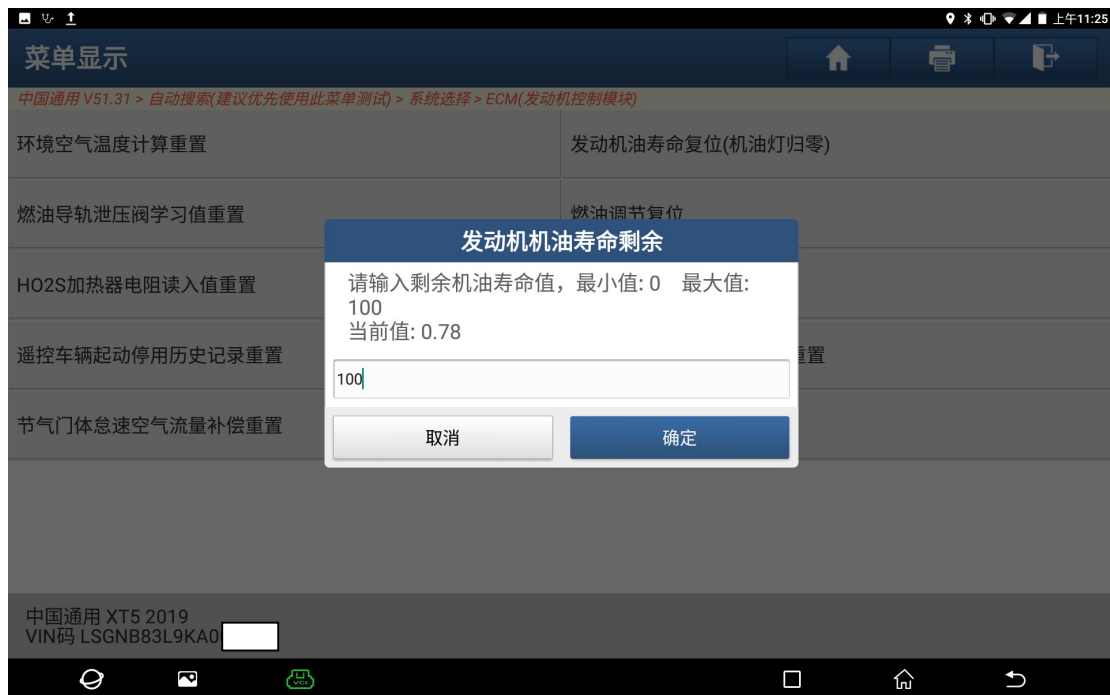 上午11:25
菜单显示
中国通用 V51.31 > 自动搜索(建议优先使用此菜单测试) > 系统选择 > ECM(发动机控制模块)
环境空气温度计算重置
发动机油寿命复位(机油灯归零)
燃油导轨泄压阀学习值重置
燃油调节复位
HO2S加热器电阻读入值重置
遥控车辆起动停用历史记录重置
重置
节气门体怠速空气流量补偿重置
发动机机油寿命剩余
请输入剩余机油寿命值，最小值: 0 最大值:
100
当前值: 0.78
100
取消
确定
中国通用 XT5 2019
VIN码 LSGNB83L9KA0
VCI